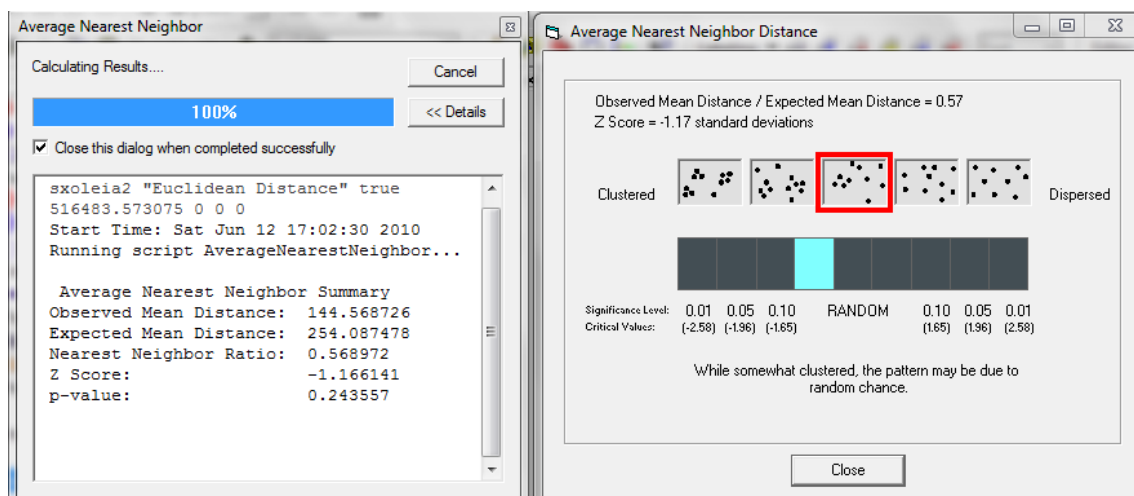 Average Nearest Neighbor
Calculating Results....
Cancel
100%
<< Details
Close this dialog when completed successfully
sxoleia2 "Euclidean Distance" true
516483.573075 0 0 0
Start Time: Sat Jun 12 17:02:30 2010
Running script AverageNearestNeighbor...
Average Nearest Neighbor Summary
Observed Mean Distance: 144.568726
Expected Mean Distance: 254.087478
Nearest Neighbor Ratio: 0.568972
Z Score: -1.166141
p-value: 0.243557
Average Nearest Neighbor Distance
Observed Mean Distance / Expected Mean Distance = 0.57
Z Score = -1.17 standard deviations
Clustered
Dispersed
Significance Level: 0.01 0.05 0.10 RANDOM 0.10 0.05 0.01
Critical Values: (-2.58) (-1.96) (-1.65) (1.65) (1.96) (2.58)
While somewhat clustered, the pattern may be due to
random chance.
Close